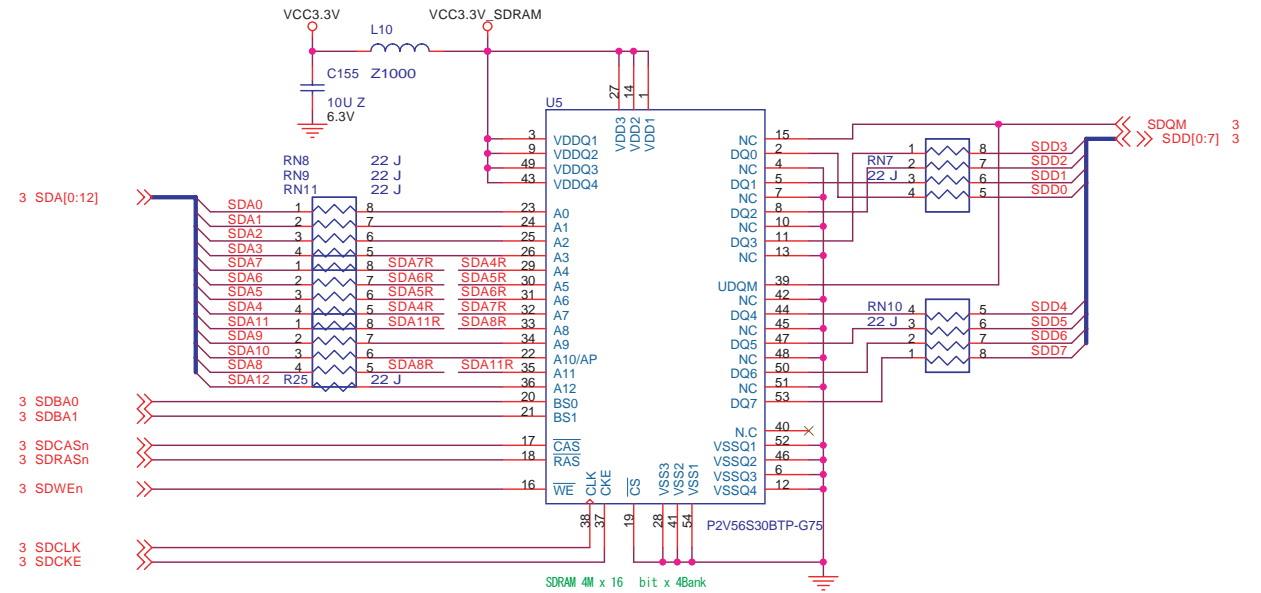 VCC3.3V
VCC3.3V_SDRAM
L10
Z1000
C155
10U Z
6.3V
U5
27 14 1
VDD3 VDD2 VDD1
3 VDDQ1
9 VDDQ2
49 VDDQ3
43 VDDQ4
RN8 22 J
RN9 22 J
RN11 22 J
3 SDA[0:12]
SDA0 1 8 23 A0
SDA1 2 7 24 A1
SDA2 3 6 25 A2
SDA3 4 5 26 A3
SDA7 1 8 SDA7R SDA4R 29 A4
SDA6 2 7 SDA6R SDA5R 30 A5
SDA5 3 6 SDA5R SDA6R 31 A6
SDA4 4 5 SDA4R SDA7R 32 A7
SDA11 1 8 SDA11R SDA8R 33 A8
SDA9 2 7 34 A9
SDA10 3 6 22 A10/AP
SDA8 4 5 SDA8R SDA11R 35 A11
SDA12 R25 22 J 36 A12
3 SDBA0 20 BS0
3 SDBA1 21 BS1
3 SDCASn 17 CAS
3 SDRASn 18 RAS
3 SDWEn 16 WE
CLK CKE CS VSS3 VSS2 VSS1
38 37 19 28 41 54
3 SDCLK
3 SDCKE
NC 15
DQ0 2
NC 4
DQ1 5
NC 7
DQ2 8
NC 10
DQ3 11
NC 13
UDQM 39
NC 42
DQ4 44
NC 45
DQ5 47
NC 48
DQ6 50
NC 51
DQ7 53
N.C 40
VSSQ1 52
VSSQ2 46
VSSQ3 6
VSSQ4 12
P2V56S30BTP-G75
SDQM 3
SDD[0:7] 3
RN7
22 J
1 8 SDD3
2 7 SDD2
3 6 SDD1
4 5 SDD0
RN10
22 J
4 5 SDD4
3 6 SDD5
2 7 SDD6
1 8 SDD7
SDRAM 4M x 16 bit x 4Bank